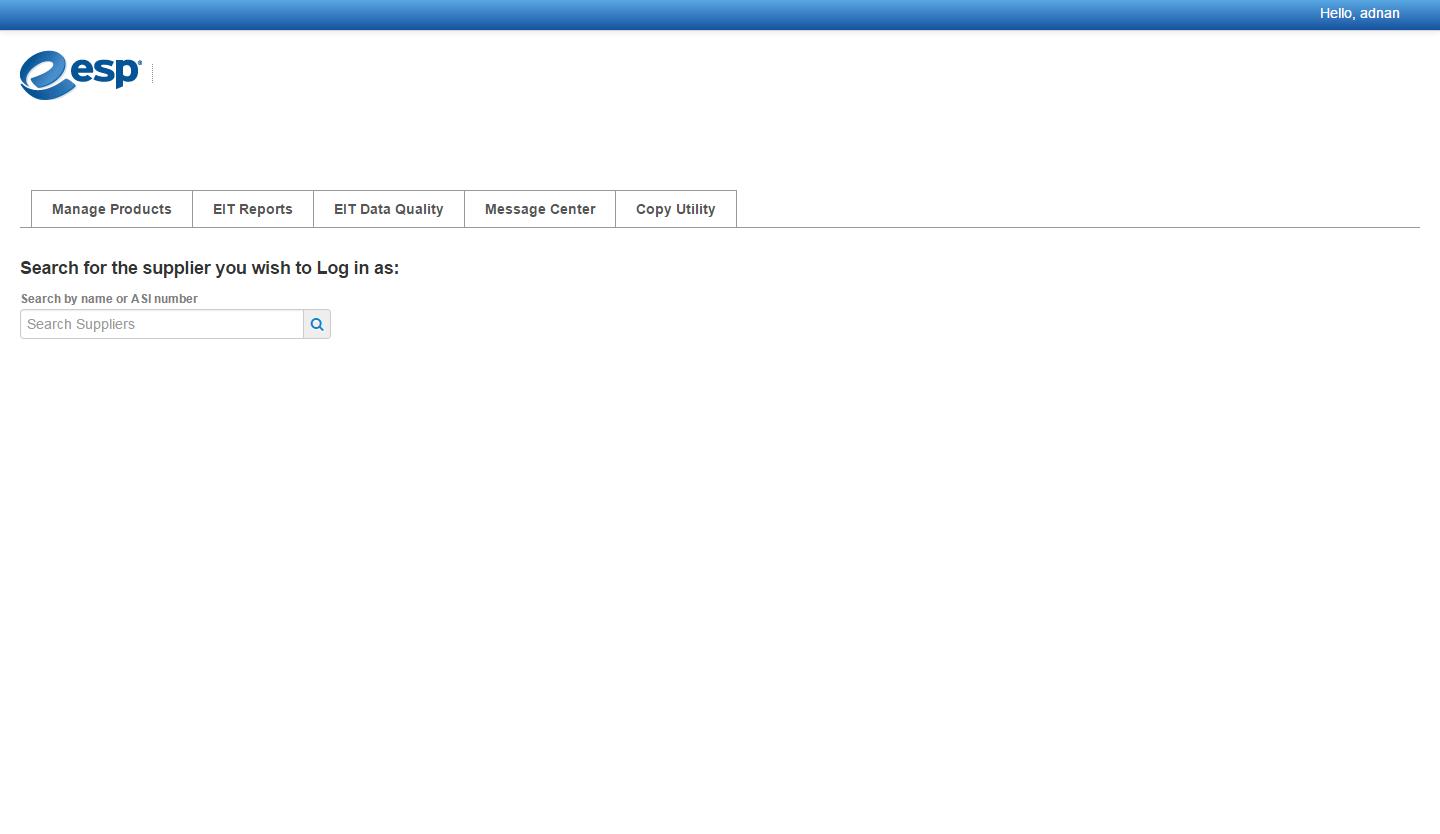 Hello, adnan
esp®
Manage Products
EIT Reports
EIT Data Quality
Message Center
Copy Utility
Search for the supplier you wish to Log in as:
Search by name or ASI number
Search Suppliers